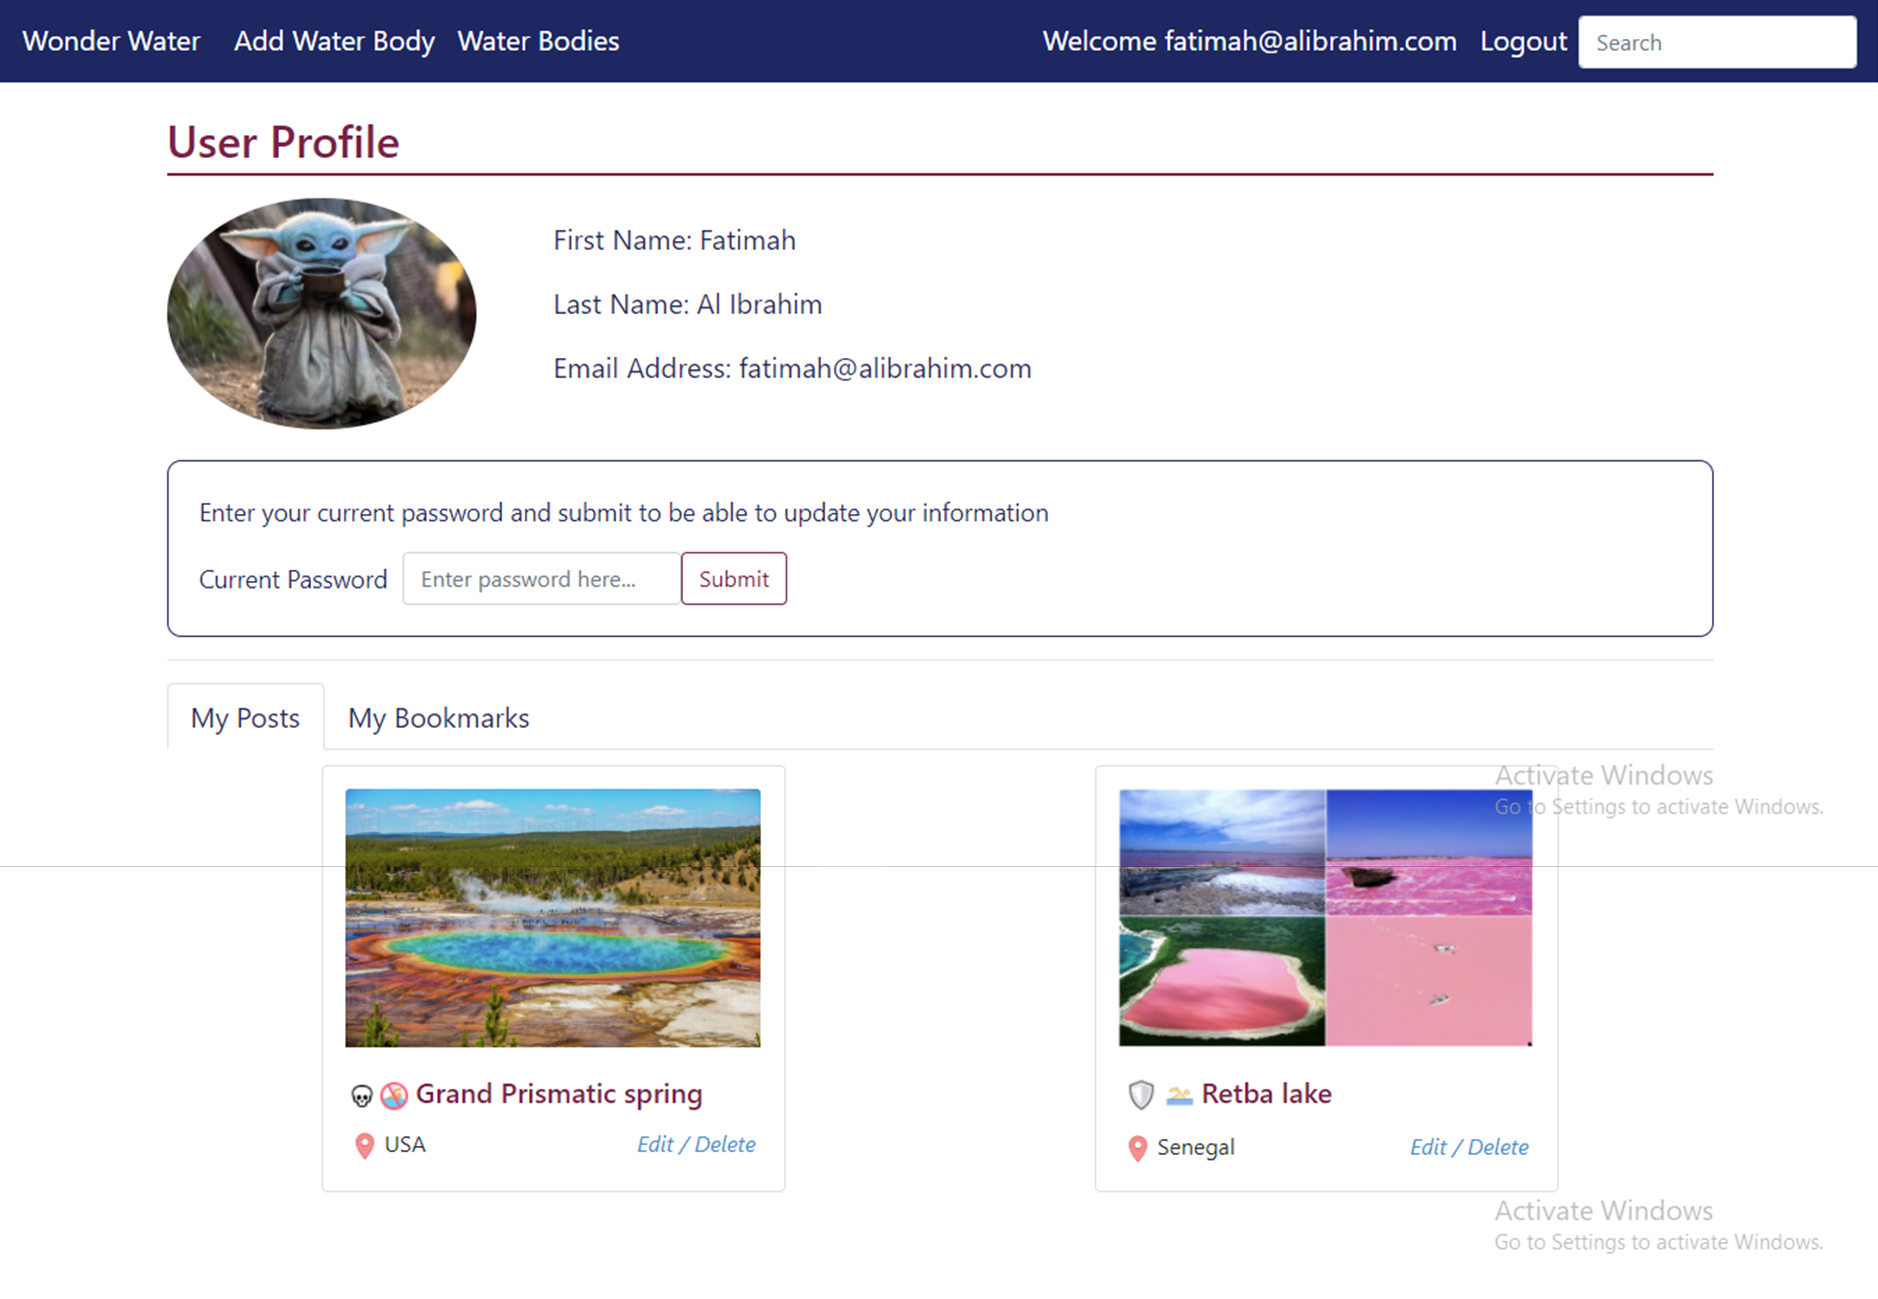 Wonder Water Add Water Body Water Bodies Welcome fatimah@alibrahim.com Logout Search
User Profile
First Name: Fatimah
Last Name: Al Ibrahim
Email Address: fatimah@alibrahim.com
Enter your current password and submit to be able to update your information
Current Password Enter password here... Submit
My Posts My Bookmarks
Activate Windows
Go to Settings to activate Windows.
Grand Prismatic spring
USA Edit / Delete
Retba lake
Senegal Edit / Delete
Activate Windows
Go to Settings to activate Windows.